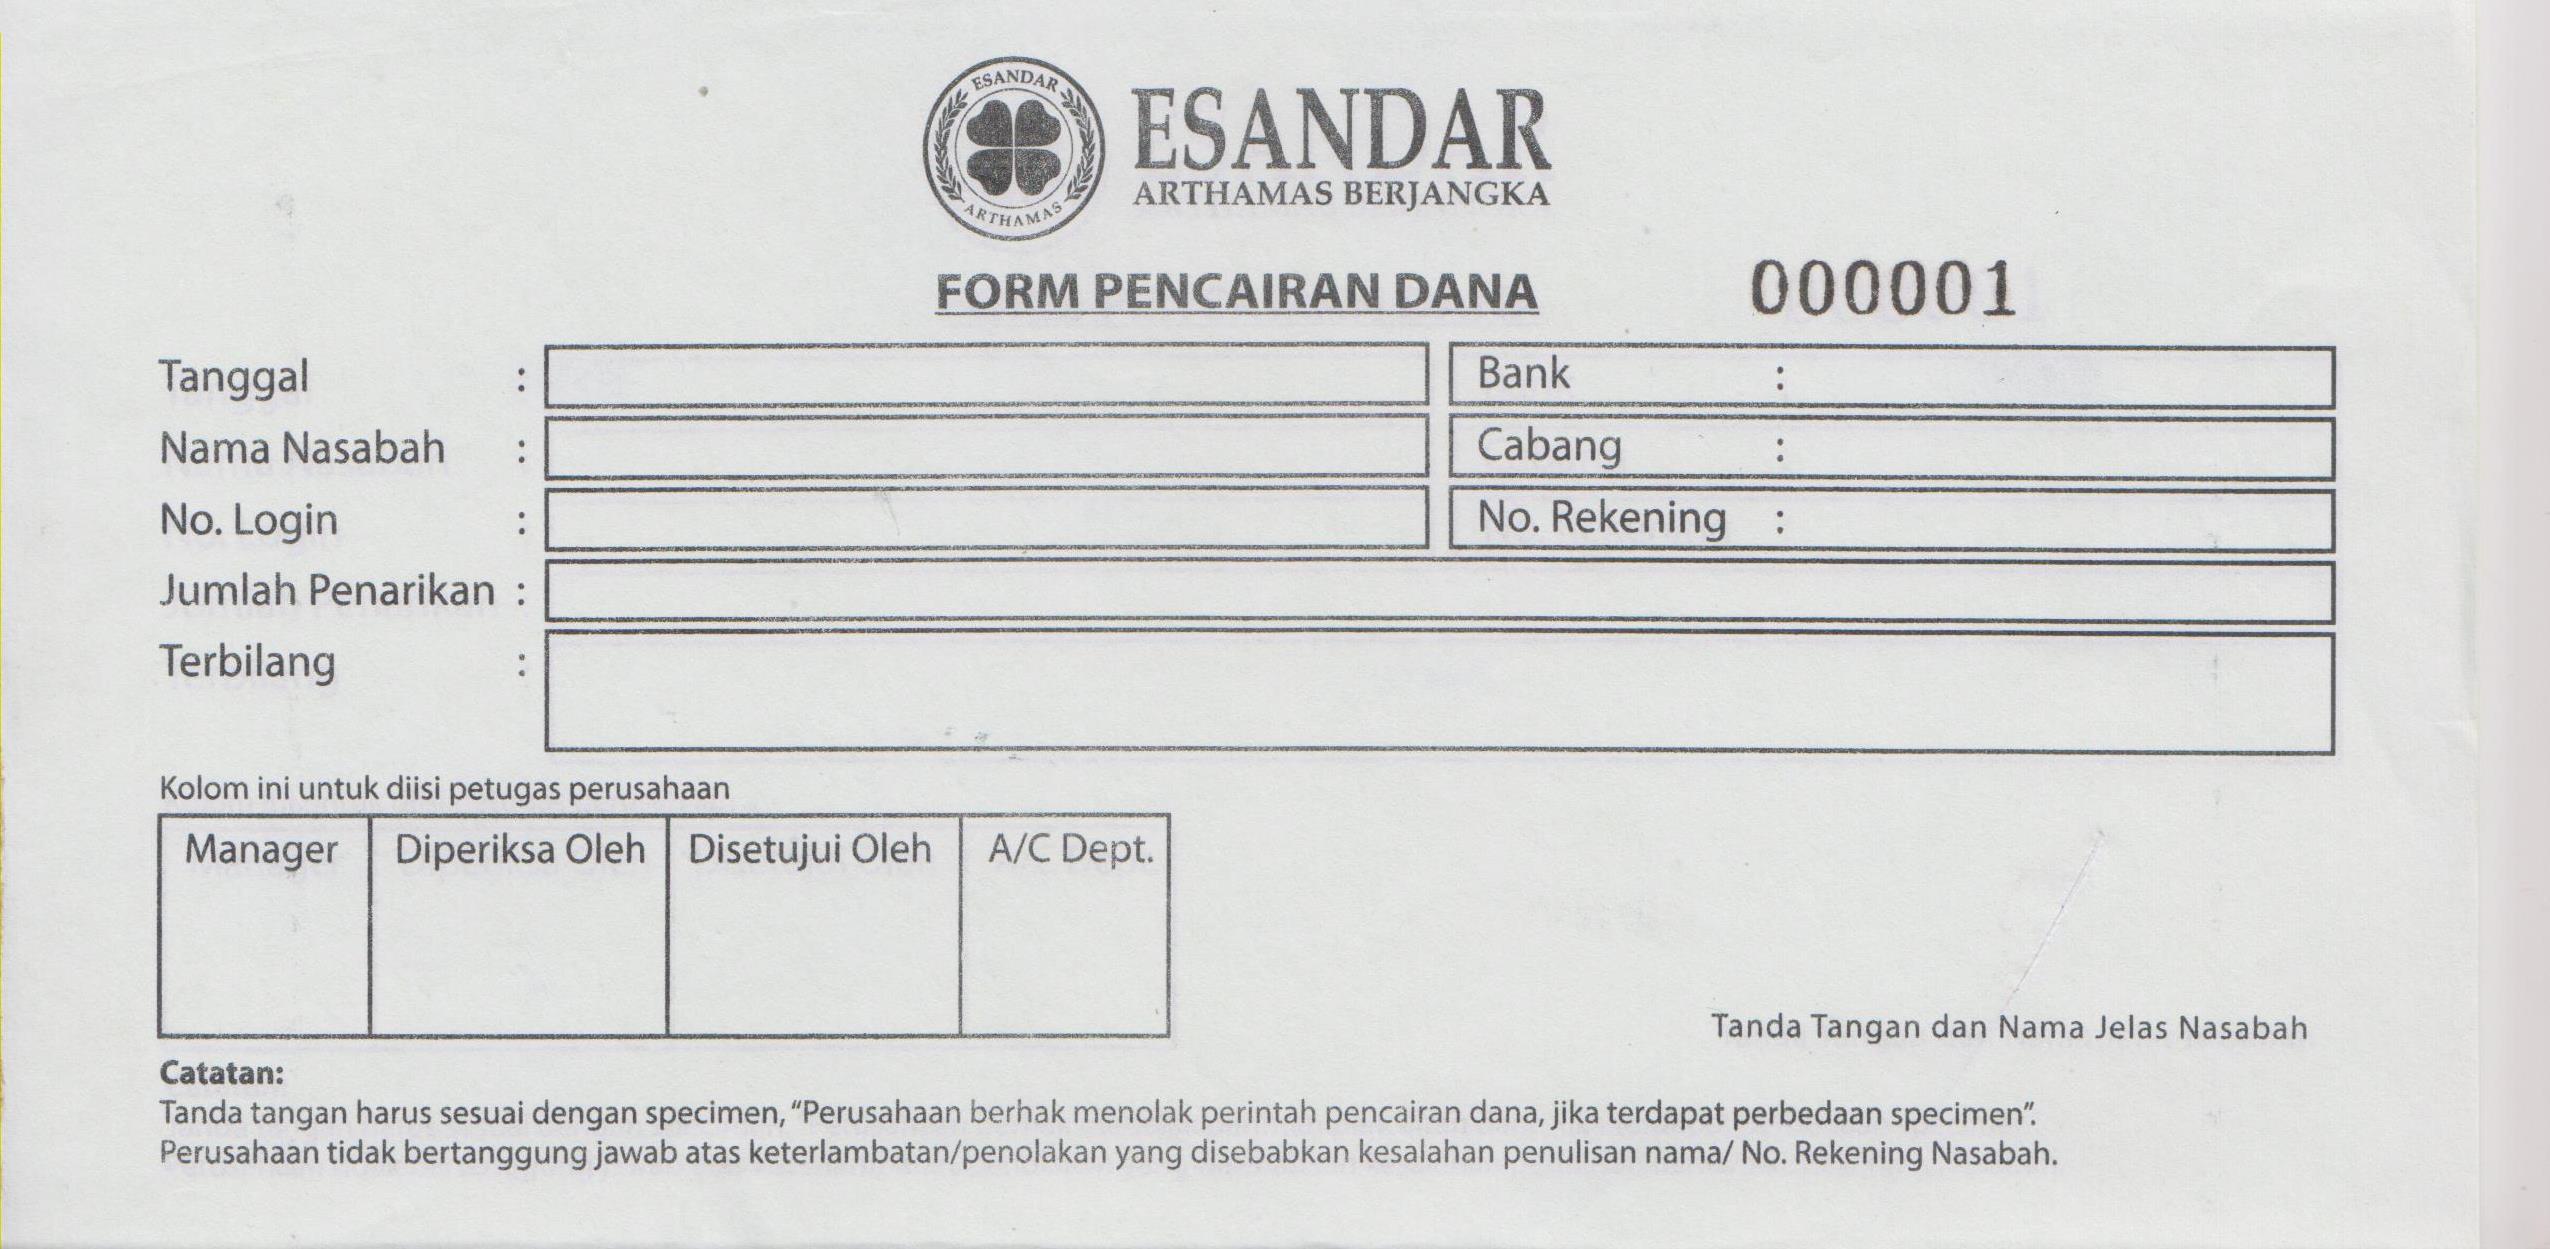 ESANDAR
ARTHAMAS
ESANDAR
ARTHAMAS BERJANGKA
FORM PENCAIRAN DANA 000001
Tanggal : Bank :
Nama Nasabah : Cabang :
No. Login : No. Rekening :
Jumlah Penarikan :
Terbilang :
Kolom ini untuk diisi petugas perusahaan
Manager Diperiksa Oleh Disetujui Oleh A/C Dept.
Tanda Tangan dan Nama Jelas Nasabah
Catatan:
Tanda tangan harus sesuai dengan specimen, “Perusahaan berhak menolak perintah pencairan dana, jika terdapat perbedaan specimen”.
Perusahaan tidak bertanggung jawab atas keterlambatan/penolakan yang disebabkan kesalahan penulisan nama/ No. Rekening Nasabah.